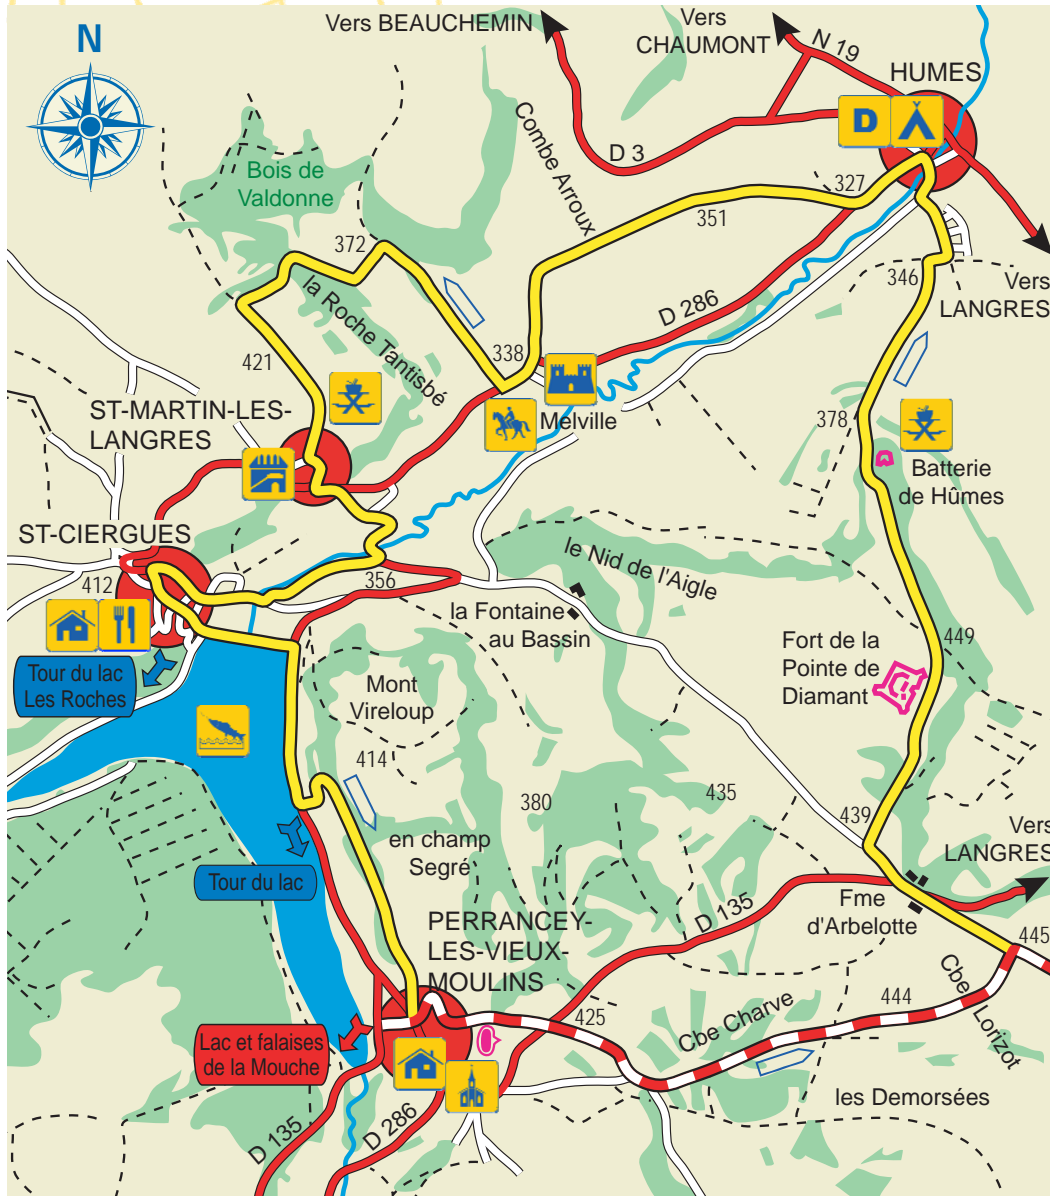 Vers BEAUCHEMIN
Vers
CHAUMONT
N 19
HUMES
N
D
D 3
Combe Arroux
Bois de
Valdonne
327
351
372
346
Vers
LANGRES
la Roche Tantisbé
D 286
338
421
ST-MARTIN-LES-
LANGRES
Melville
378
Batterie
de Hûmes
ST-CIERGUES
le Nid de l'Aigle
412
356
la Fontaine
au Bassin
449
Fort de la
Pointe de
Diamant
Tour du lac
Les Roches
Mont
Vireloup
414
380
435
439
en champ
Segré
Vers
LANGRES
Tour du lac
Fme
d'Arbelotte
PERRANCEY-
LES-VIEUX-
MOULINS
D 135
445
Cbe Lorizot
444
Cbe Charve
425
Lac et falaises
de la Mouche
les Demorsées
D 135
D 286